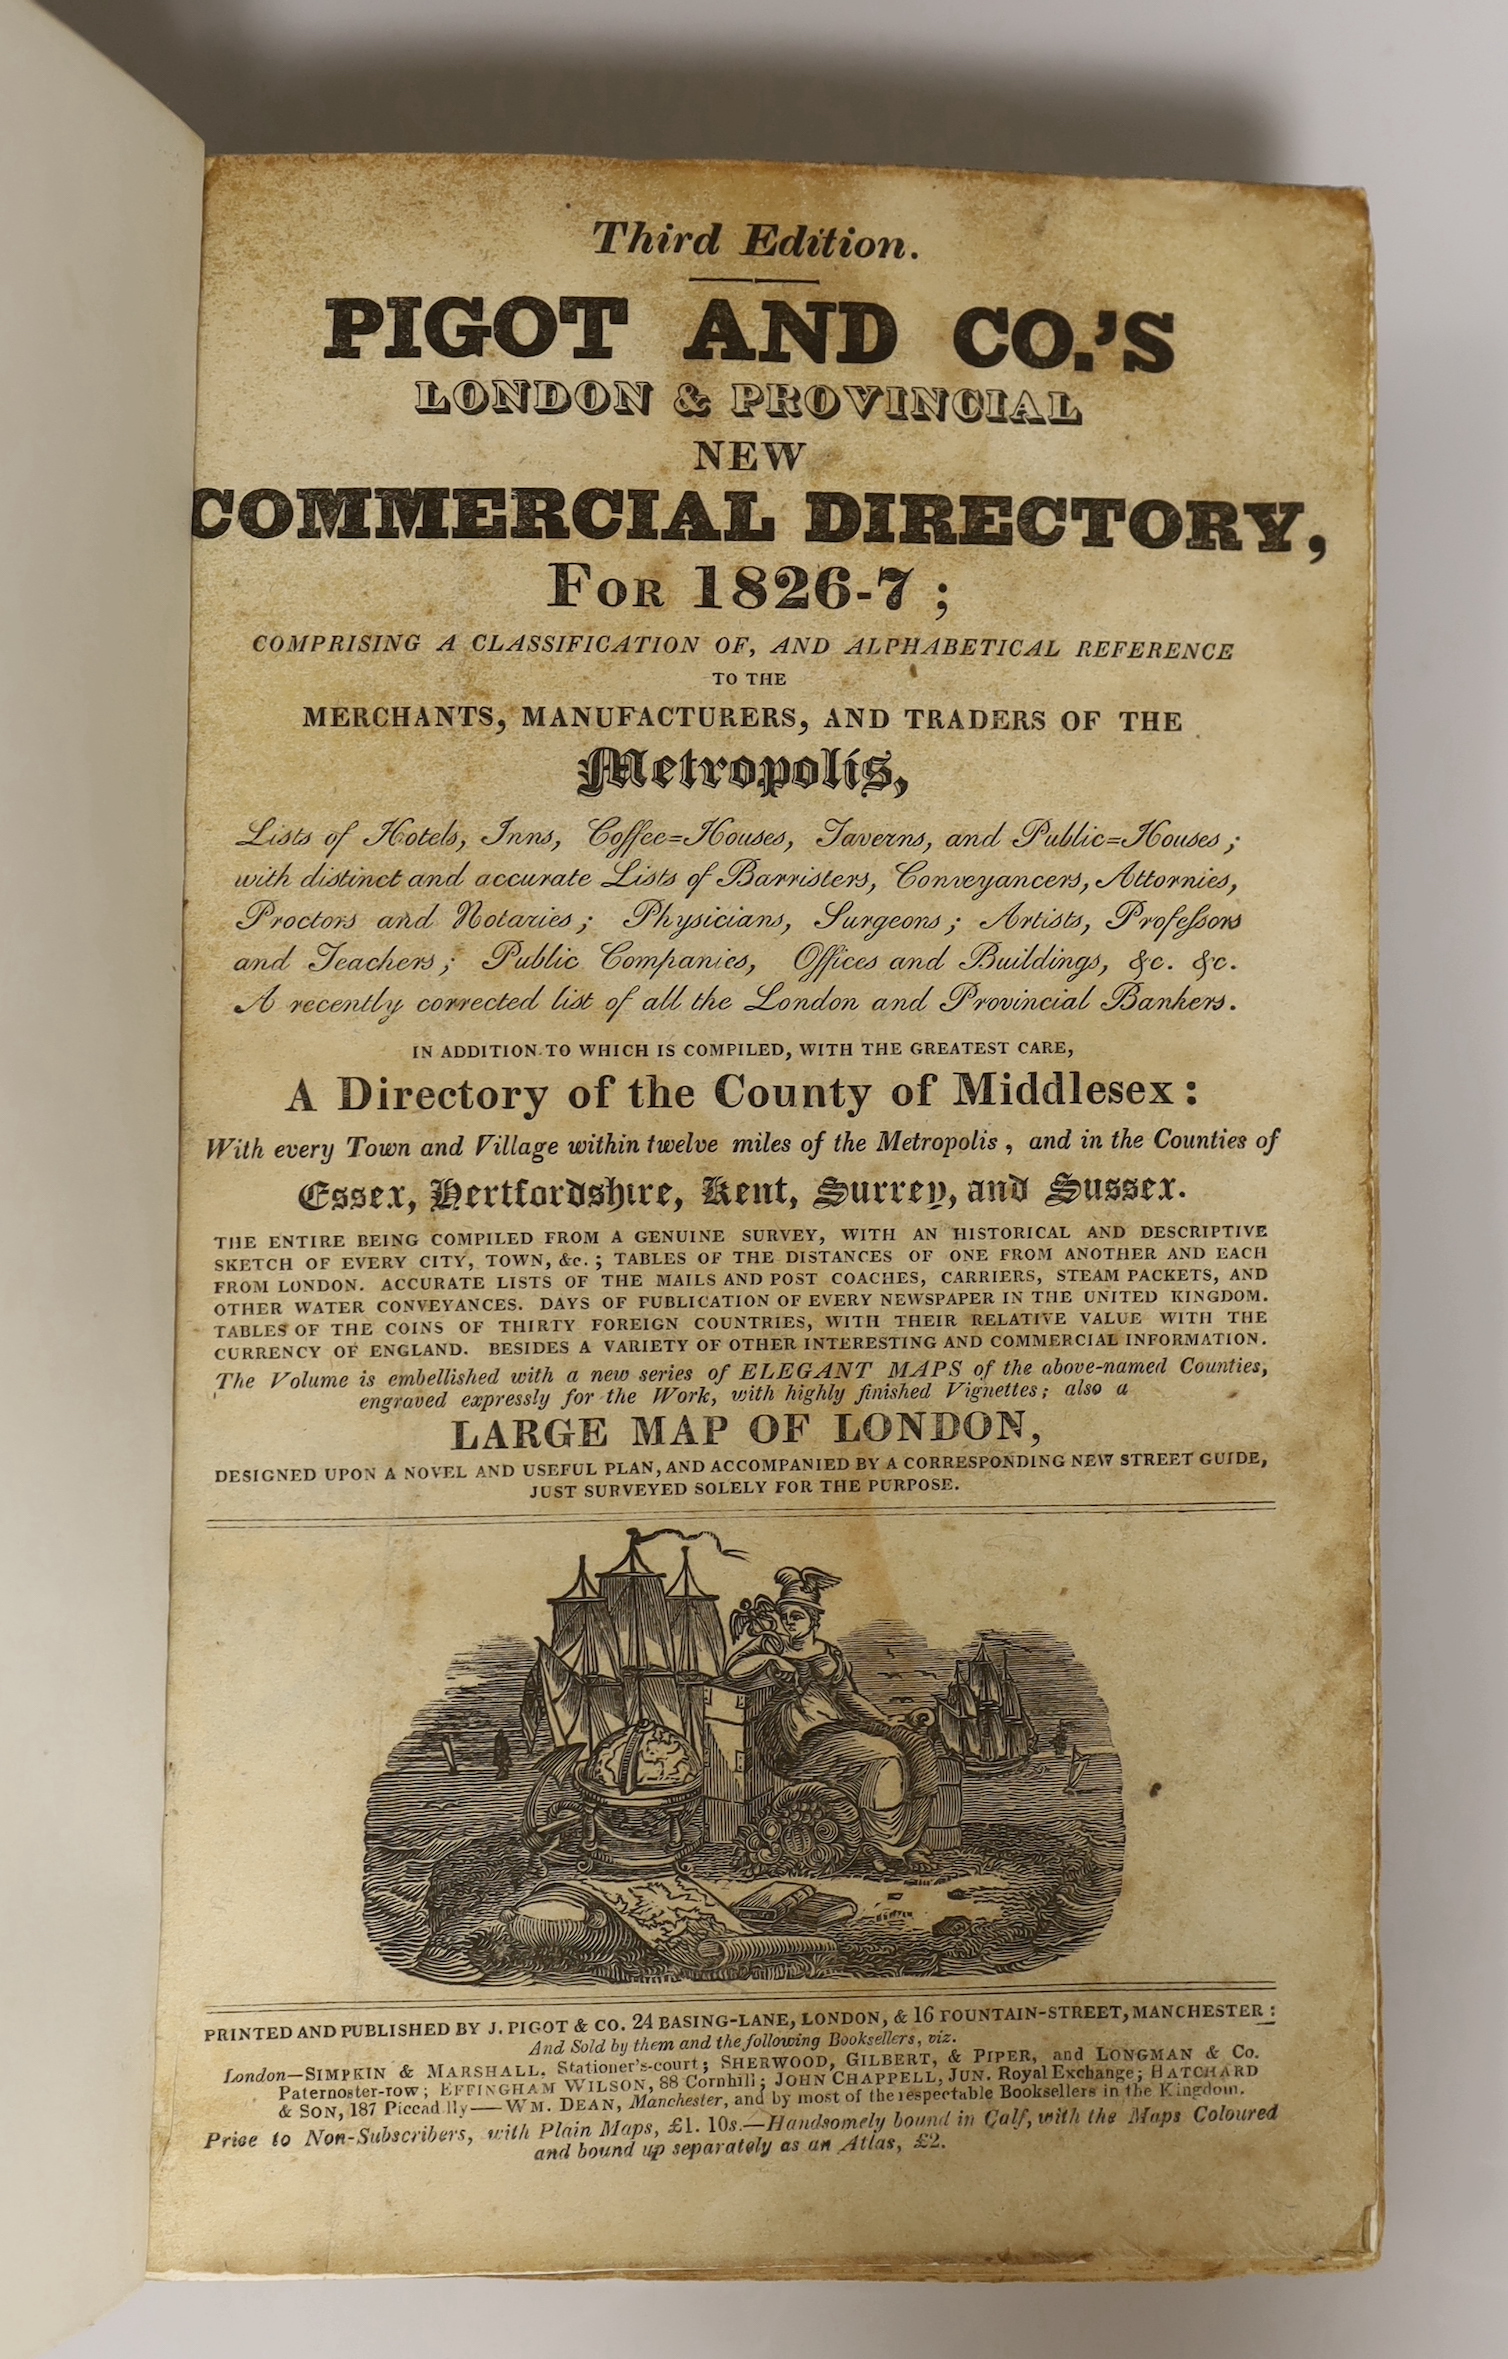 Third Edition.
PIGOT AND CO.'S
LONDON & PROVINCIAL
NEW
COMMERCIAL DIRECTORY,
FOR 1826-7 ;
COMPRISING A CLASSIFICATION OF, AND ALPHABETICAL REFERENCE
TO THE
MERCHANTS, MANUFACTURERS, AND TRADERS OF THE
Metropolis,
Lists of Hotels, Inns, Coffee=Houses, Taverns, and Public=Houses ;
with distinct and accurate Lists of Barristers, Conveyancers, Attornies,
Proctors and Notaries ; Physicians, Surgeons ; Artists, Profeſsors
and Teachers ; Public Companies, Offices and Buildings, &c. &c.
A recently corrected list of all the London and Provincial Bankers.
IN ADDITION TO WHICH IS COMPILED, WITH THE GREATEST CARE,
A Directory of the County of Middlesex :
With every Town and Village within twelve miles of the Metropolis , and in the Counties of
Essex, Hertfordshire, Kent, Surrey, and Sussex.
THE ENTIRE BEING COMPILED FROM A GENUINE SURVEY, WITH AN HISTORICAL AND DESCRIPTIVE
SKETCH OF EVERY CITY, TOWN, &c. ; TABLES OF THE DISTANCES OF ONE FROM ANOTHER AND EACH
FROM LONDON. ACCURATE LISTS OF THE MAILS AND POST COACHES, CARRIERS, STEAM PACKETS, AND
OTHER WATER CONVEYANCES. DAYS OF PUBLICATION OF EVERY NEWSPAPER IN THE UNITED KINGDOM.
TABLES OF THE COINS OF THIRTY FOREIGN COUNTRIES, WITH THEIR RELATIVE VALUE WITH THE
CURRENCY OF ENGLAND. BESIDES A VARIETY OF OTHER INTERESTING AND COMMERCIAL INFORMATION.
The Volume is embellished with a new series of ELEGANT MAPS of the above-named Counties,
engraved expressly for the Work, with highly finished Vignettes ; also a
LARGE MAP OF LONDON,
DESIGNED UPON A NOVEL AND USEFUL PLAN, AND ACCOMPANIED BY A CORRESPONDING NEW STREET GUIDE,
JUST SURVEYED SOLELY FOR THE PURPOSE.
PRINTED AND PUBLISHED BY J. PIGOT & CO. 24 BASING-LANE, LONDON, & 16 FOUNTAIN-STREET, MANCHESTER :
And Sold by them and the following Booksellers, viz.
London—SIMPKIN & MARSHALL, Stationer's-court ; SHERWOOD, GILBERT, & PIPER, and LONGMAN & Co.
Paternoster-row ; EFFINGHAM WILSON, 88 Cornhill ; JOHN CHAPPELL, JUN. Royal Exchange ; HATCHARD
& SON, 187 Piccadilly—WM. DEAN, Manchester, and by most of the respectable Booksellers in the Kingdom.
Price to Non-Subscribers, with Plain Maps, £1. 10s.—Handsomely bound in Calf, with the Maps Coloured
and bound up separately as an Atlas, £2.